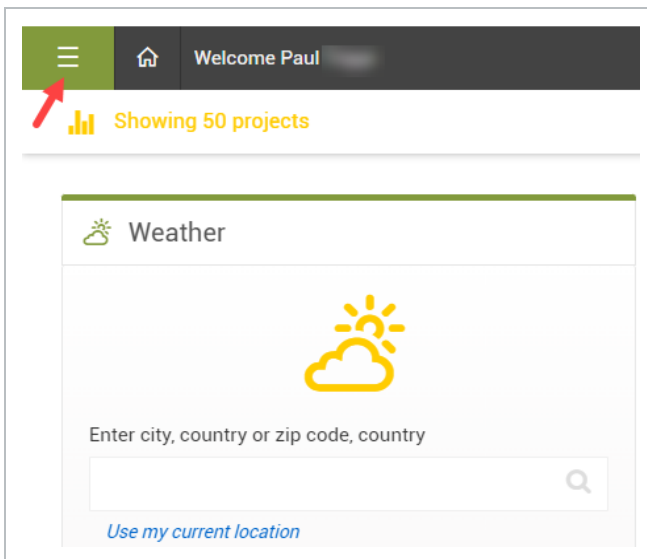 Welcome Paul
Showing 50 projects
Weather
Enter city, country or zip code, country
Use my current location